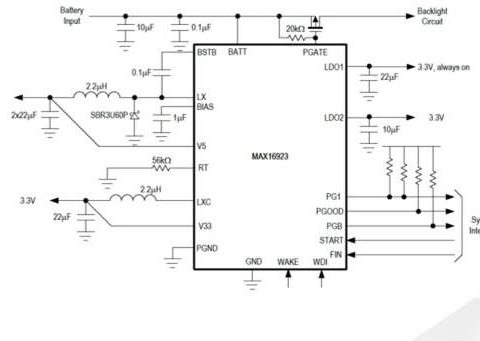 Battery
Input
Backlight
Circuit
10µF
0.1µF
20kΩ
BSTB
BATT
PGATE
LDO1
3.3V, always on
22µF
0.1µF
2.2µH
LX
BIAS
2x22µF
SBR3U60P
1µF
LDO2
3.3V
10µF
V5
56kΩ
RT
MAX16923
2.2µH
3.3V
LXC
PG1
22µF
PGOOD
V33
PGB
START
PGND
FIN
GND
WAKE
WDI